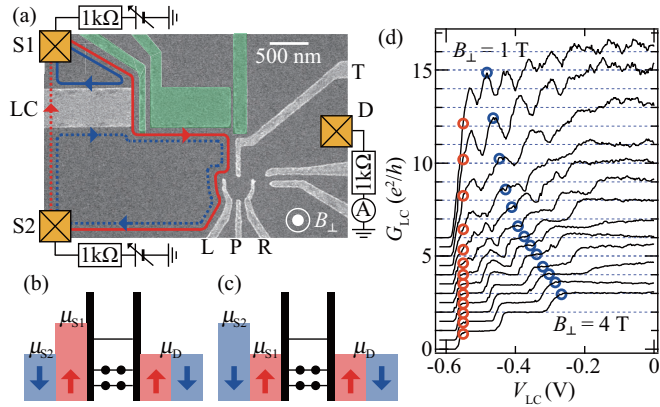 (a)
1kΩ
S1
500 nm
T
LC
D
1kΩ
A
S2
B⊥
1kΩ
L P R
(b)
μS2
μS1
μD
(c)
μS2
μS1
μD
(d)
B⊥ = 1 T
15
10
5
0
GLC (e²/h)
B⊥ = 4 T
-0.6 -0.4 -0.2 0
VLC (V)